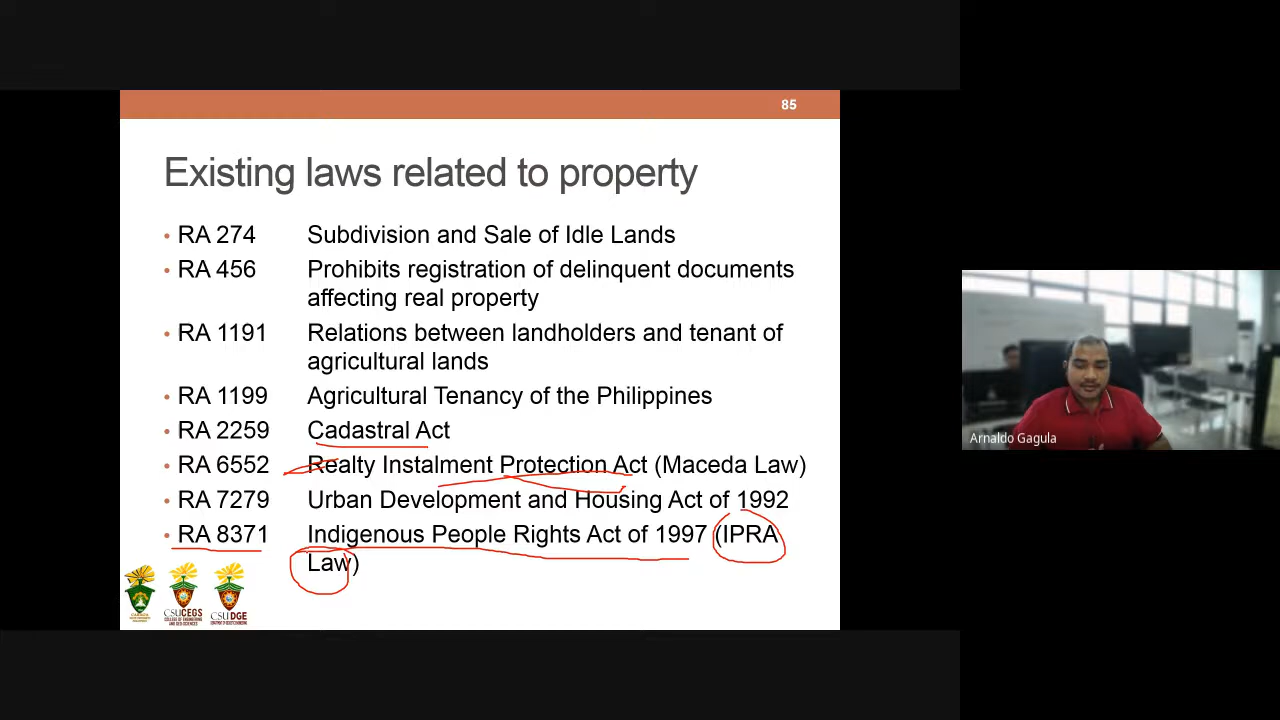 85
Existing laws related to property
• RA 274 Subdivision and Sale of Idle Lands
• RA 456 Prohibits registration of delinquent documents
affecting real property
• RA 1191 Relations between landholders and tenant of
agricultural lands
• RA 1199 Agricultural Tenancy of the Philippines
• RA 2259 Cadastral Act
• RA 6552 Realty Instalment Protection Act (Maceda Law)
• RA 7279 Urban Development and Housing Act of 1992
• RA 8371 Indigenous People Rights Act of 1997 (IPRA
Law)
CSUCEGS
CSU DGE
Arnaldo Gagula